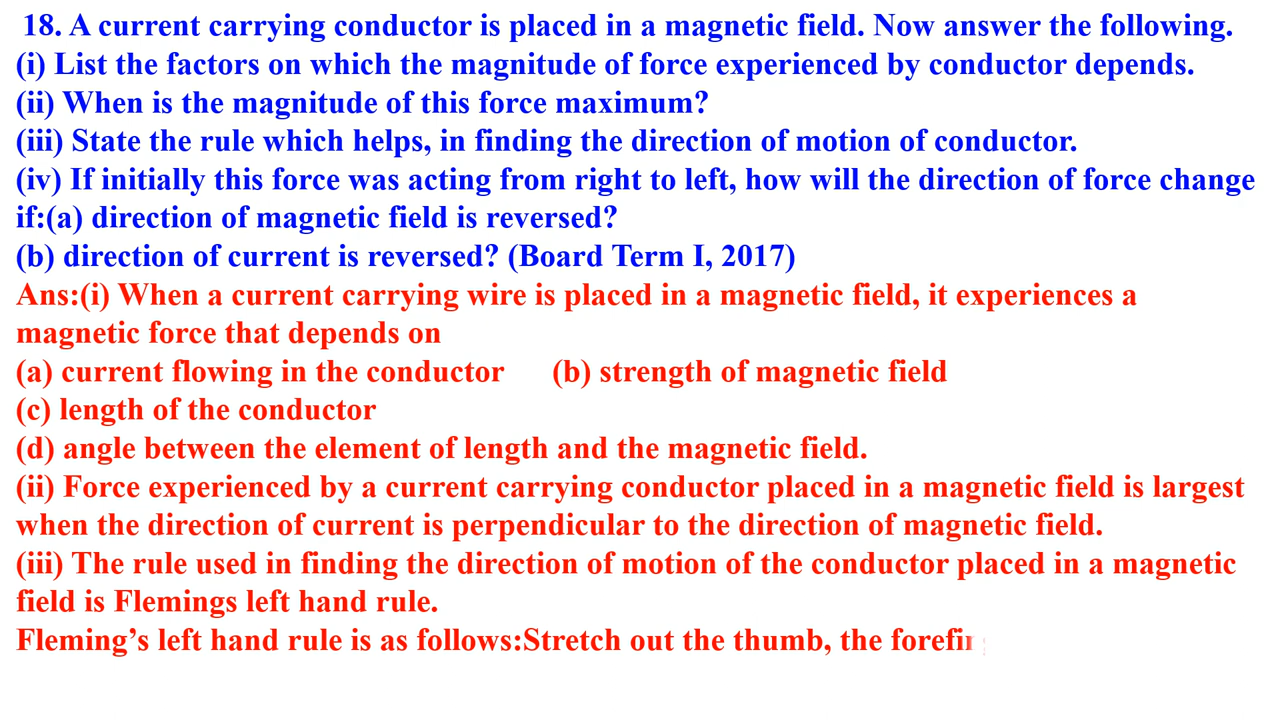 18. A current carrying conductor is placed in a magnetic field. Now answer the following.
(i) List the factors on which the magnitude of force experienced by conductor depends.
(ii) When is the magnitude of this force maximum?
(iii) State the rule which helps, in finding the direction of motion of conductor.
(iv) If initially this force was acting from right to left, how will the direction of force change
if:(a) direction of magnetic field is reversed?
(b) direction of current is reversed? (Board Term I, 2017)
Ans:(i) When a current carrying wire is placed in a magnetic field, it experiences a
magnetic force that depends on
(a) current flowing in the conductor (b) strength of magnetic field
(c) length of the conductor
(d) angle between the element of length and the magnetic field.
(ii) Force experienced by a current carrying conductor placed in a magnetic field is largest
when the direction of current is perpendicular to the direction of magnetic field.
(iii) The rule used in finding the direction of motion of the conductor placed in a magnetic
field is Flemings left hand rule.
Fleming’s left hand rule is as follows:Stretch out the thumb, the